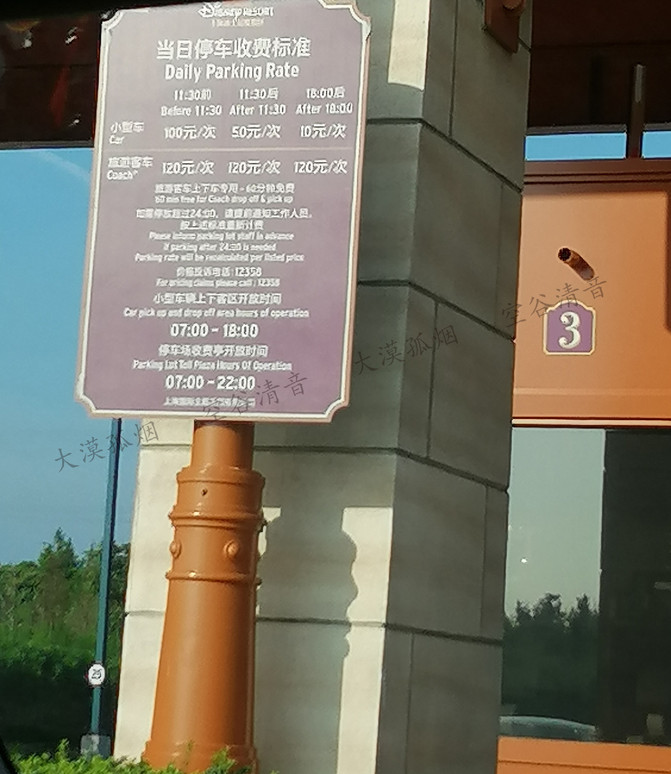 DISNEY RESORT
当日停车收费标准
Daily Parking Rate
11:30前 11:30后 18:00后
Before 11:30 After 11:30 After 18:00
小型车 100元/次 50元/次 10元/次
Car
旅游客车 120元/次 120元/次 120元/次
Coach*
旅游客车上下车专用 - 60分钟免费
60 min free for Coach drop off & pick up
如需停放超过24:00，请提前通知工作人员。
按上述标准重新计费
Please inform parking lot staff in advance
if parking after 24:00 is needed
Parking rate will be recalculated per listed price
价格投诉电话: 12358
For pricing claims please call: 12358
小型车辆上下客区开放时间
Car pick up and drop off area hours of operation
07:00 - 18:00
停车场收费亭开放时间
Parking Lot Toll Plaza Hours Of Operation
07:00 - 22:00
3
25
大漠孤烟
空谷清音
大漠孤烟
空谷清音